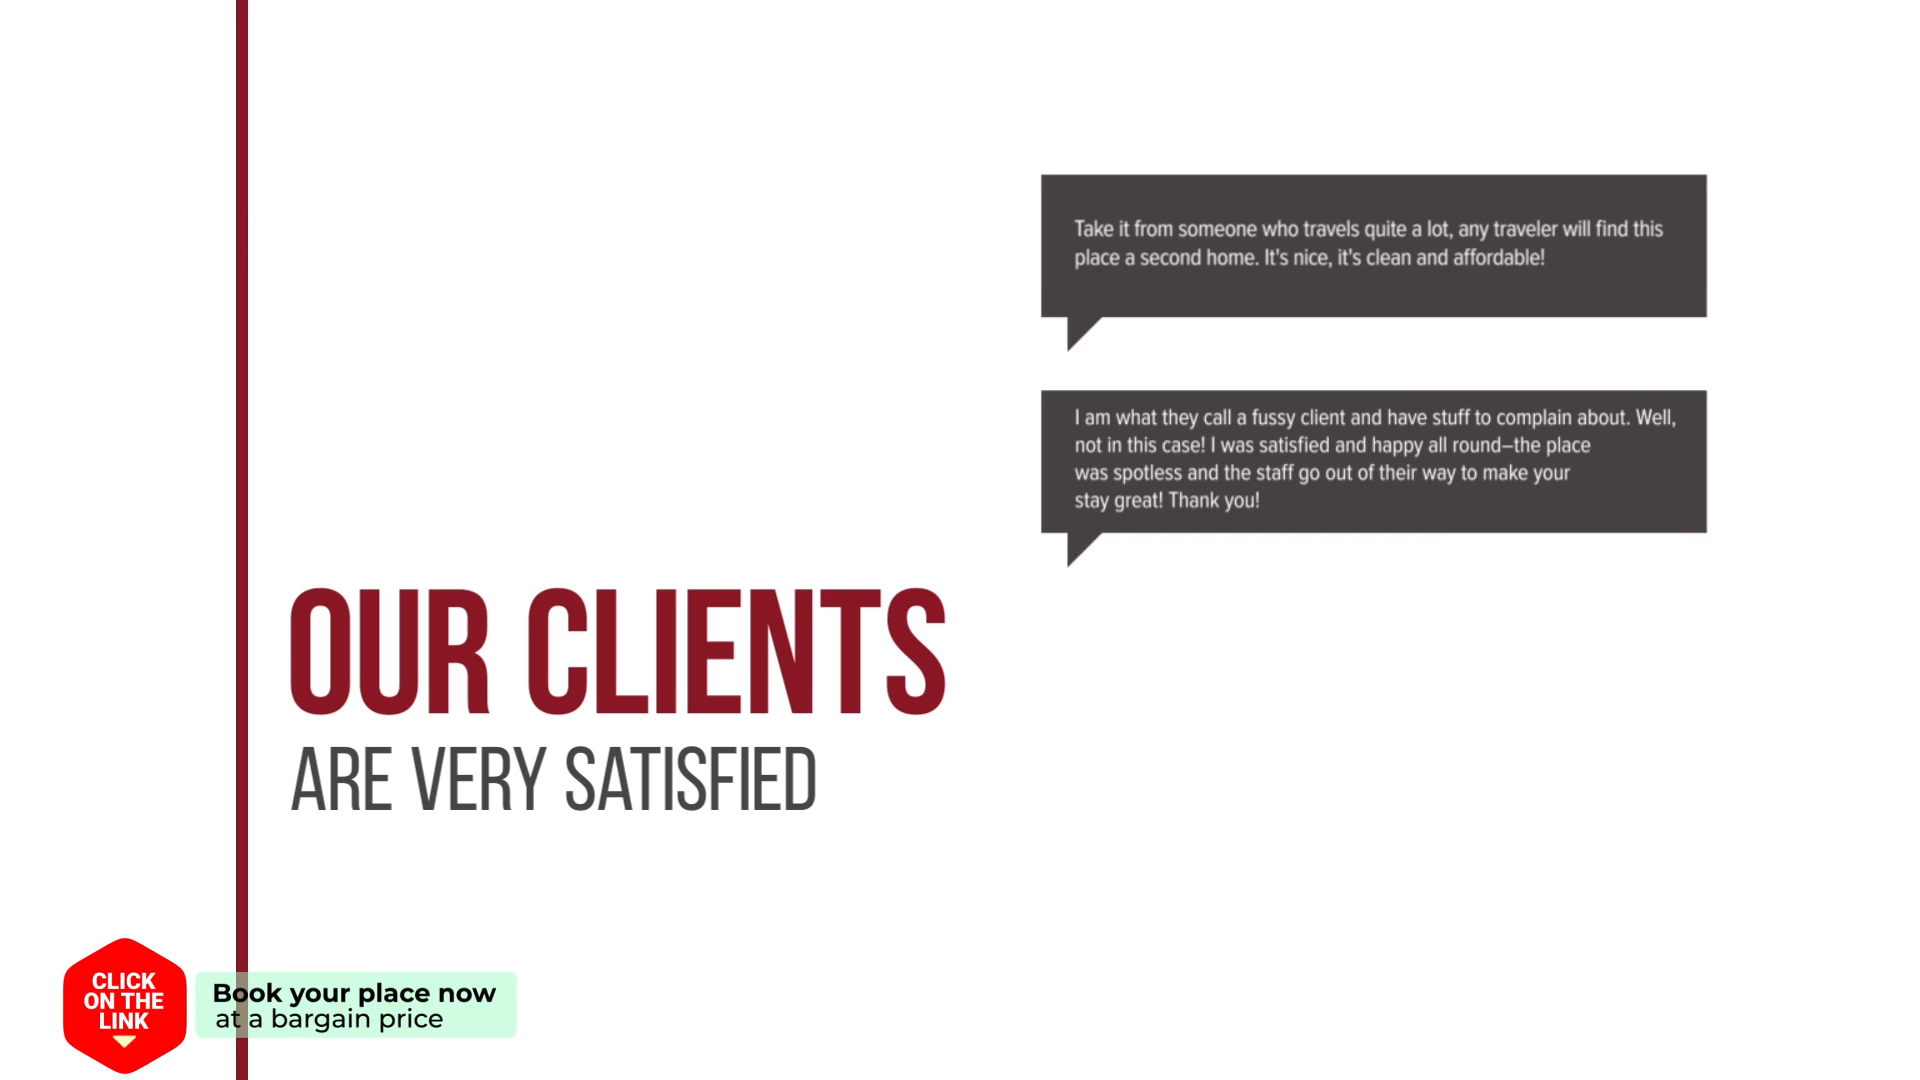 Take it from someone who travels quite a lot, any traveler will find this
place a second home. It's nice, it's clean and affordable!
I am what they call a fussy client and have stuff to complain about. Well,
not in this case! I was satisfied and happy all round–the place
was spotless and the staff go out of their way to make your
stay great! Thank you!
OUR CLIENTS
ARE VERY SATISFIED
CLICK
ON THE
LINK
Book your place now
at a bargain price